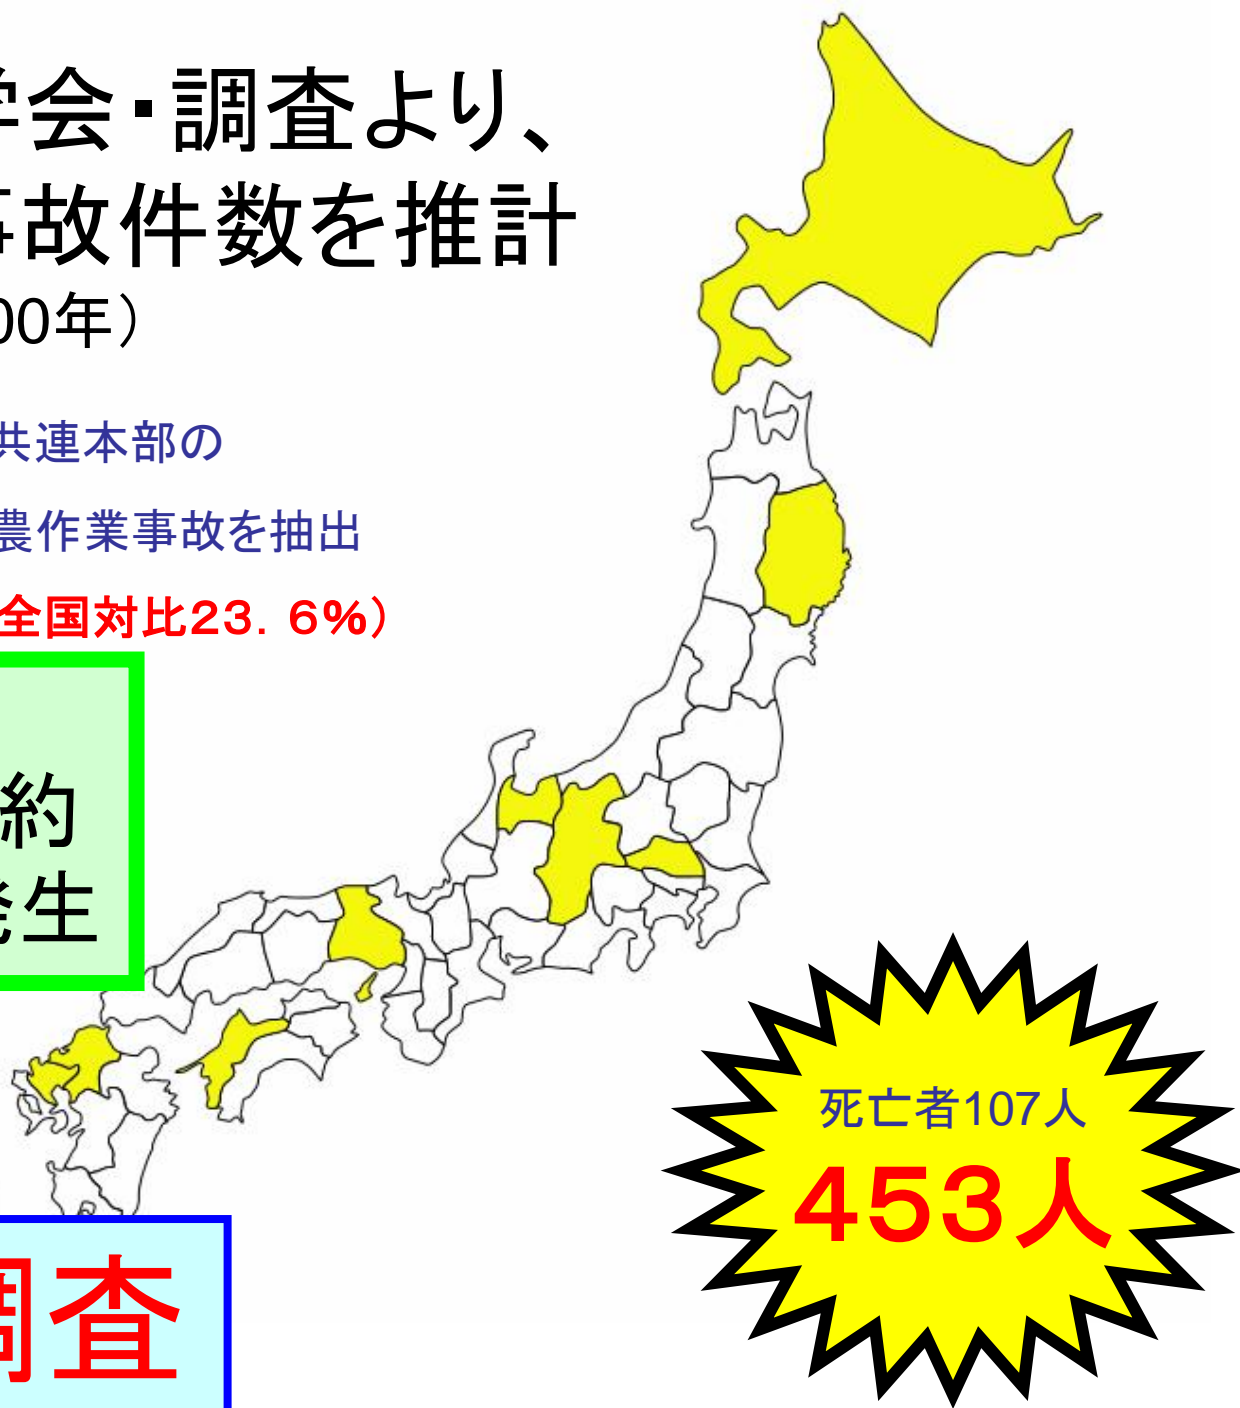 学会・調査より、
事故件数を推計
00年）
共連本部の
農作業事故を抽出
全国対比２３．６％）
約
発生
死亡者107人
４５３人
調査